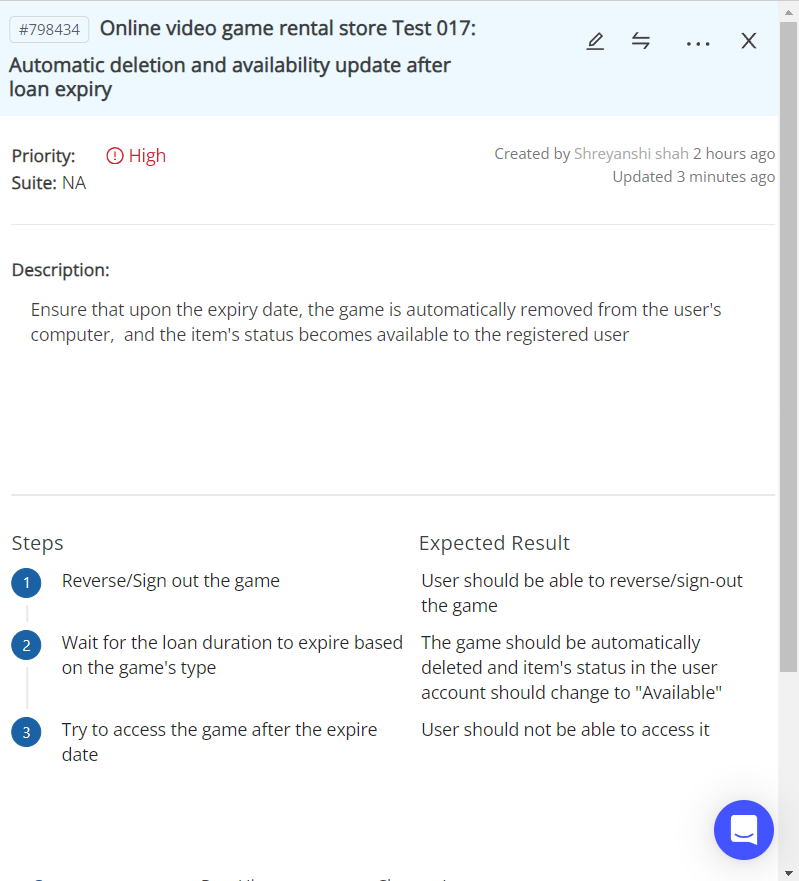 #798434 Online video game rental store Test 017:
Automatic deletion and availability update after
loan expiry
Priority: High
Created by Shreyanshi shah 2 hours ago
Suite: NA
Updated 3 minutes ago
Description:
Ensure that upon the expiry date, the game is automatically removed from the user's
computer,  and the item's status becomes available to the registered user
Steps
Expected Result
1 Reverse/Sign out the game
User should be able to reverse/sign-out
the game
2 Wait for the loan duration to expire based
on the game's type
The game should be automatically
deleted and item's status in the user
account should change to "Available"
3 Try to access the game after the expire
date
User should not be able to access it